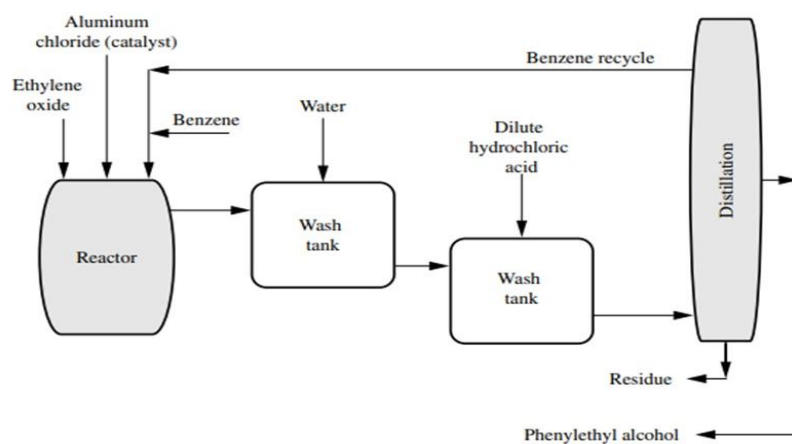 Aluminum
chloride (catalyst)
Ethylene
oxide
Benzene
Benzene recycle
Water
Dilute
hydrochloric
acid
Reactor
Wash
tank
Wash
tank
Distillation
Residue
Phenylethyl alcohol